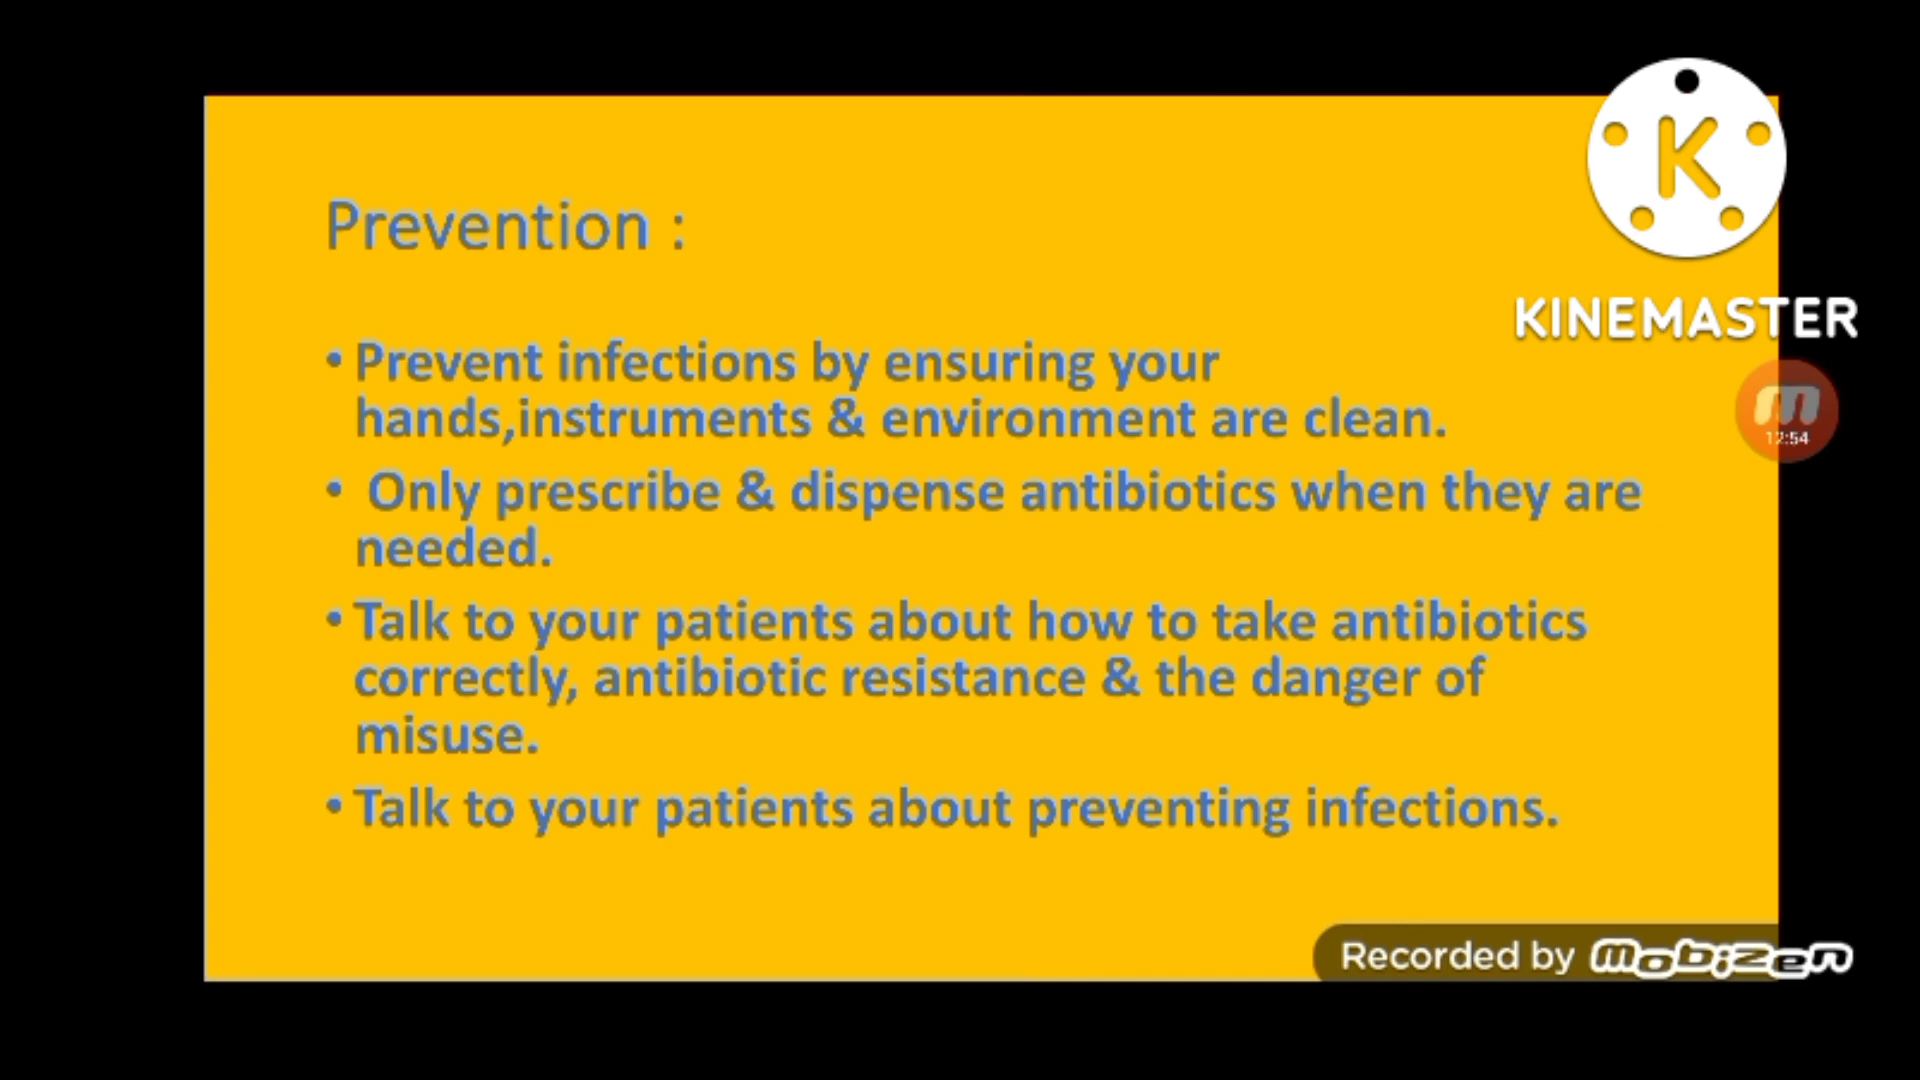 K
KINEMASTER
12:54
Prevention :
• Prevent infections by ensuring your
hands,instruments & environment are clean.
• Only prescribe & dispense antibiotics when they are
needed.
• Talk to your patients about how to take antibiotics
correctly, antibiotic resistance & the danger of
misuse.
• Talk to your patients about preventing infections.
Recorded by mobizen